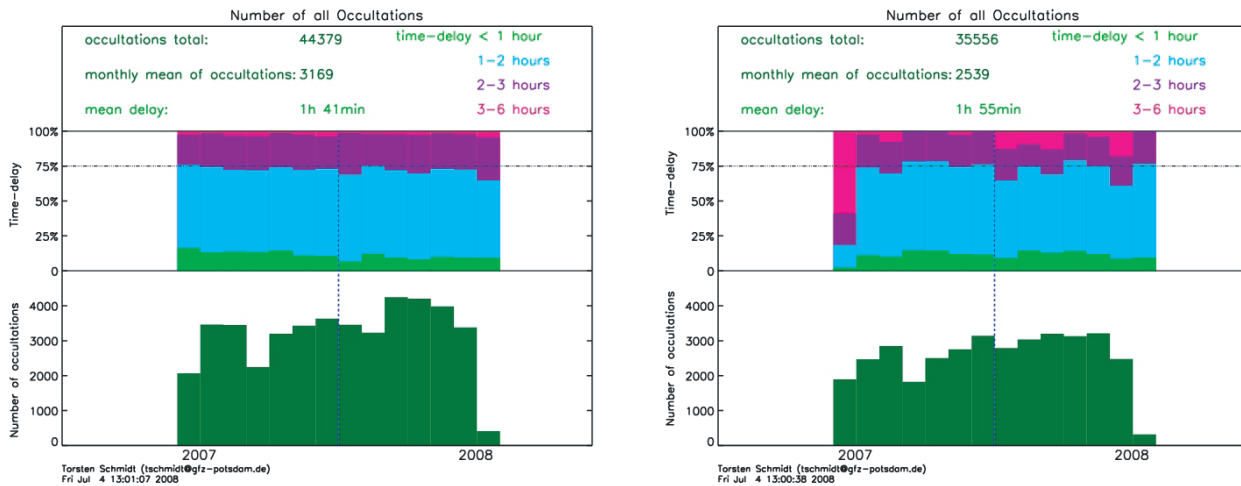 Number of all Occultations
occultations total: 44379
time-delay < 1 hour
1-2 hours
monthly mean of occultations: 3169
2-3 hours
mean delay: 1h 41min
3-6 hours
100%
75%
50%
25%
0
Time-delay
4000
3000
2000
1000
0
Number of occultations
2007 2008
Torsten Schmidt (tschmidt@gfz-potsdam.de)
Fri Jul 4 13:01:07 2008
Number of all Occultations
occultations total: 35556
time-delay < 1 hour
1-2 hours
monthly mean of occultations: 2539
2-3 hours
mean delay: 1h 55min
3-6 hours
100%
75%
50%
25%
0
Time-delay
4000
3000
2000
1000
0
Number of occultations
2007 2008
Torsten Schmidt (tschmidt@gfz-potsdam.de)
Fri Jul 4 13:00:38 2008